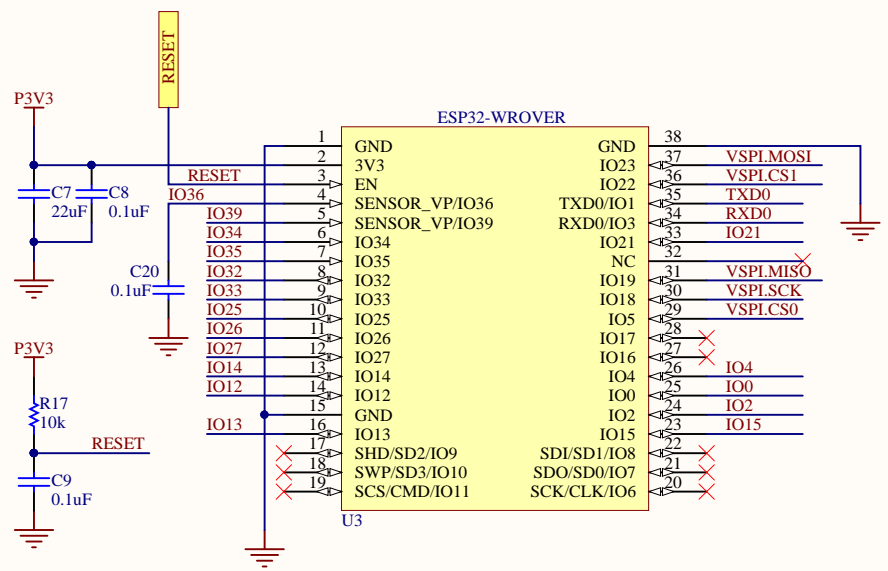 RESET
P3V3
C7
22uF
C8
0.1uF
ESP32-WROVER
1 GND
2 3V3
RESET 3 EN
IO36 4 SENSOR_VP/IO36
IO39 5 SENSOR_VP/IO39
IO34 6 IO34
IO35 7 IO35
IO32 8 IO32
IO33 9 IO33
IO25 10 IO25
IO26 11 IO26
IO27 12 IO27
IO14 13 IO14
IO12 14 IO12
15 GND
IO13 16 IO13
17 SHD/SD2/IO9
18 SWP/SD3/IO10
19 SCS/CMD/IO11
GND 38
IO23 37 VSPI.MOSI
IO22 36 VSPI.CS1
TXD0/IO1 35 TXD0
RXD0/IO3 34 RXD0
IO21 33 IO21
NC 32
IO19 31 VSPI.MISO
IO18 30 VSPI.SCK
IO5 29 VSPI.CS0
IO17 28
IO16 27
IO4 26 IO4
IO0 25 IO0
IO2 24 IO2
IO15 23 IO15
SDI/SD1/IO8 22
SDO/SD0/IO7 21
SCK/CLK/IO6 20
U3
C20
0.1uF
P3V3
R17
10k
RESET
C9
0.1uF